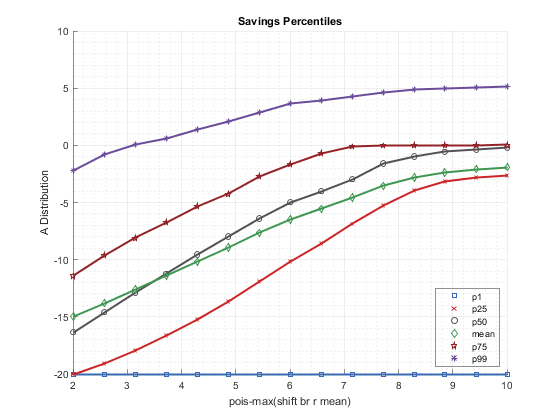 Savings Percentiles
10
5
0
-5
-10
-15
-20
A Distribution
2 3 4 5 6 7 8 9 10
pois-max(shift br r mean)
p1
p25
p50
mean
p75
p99